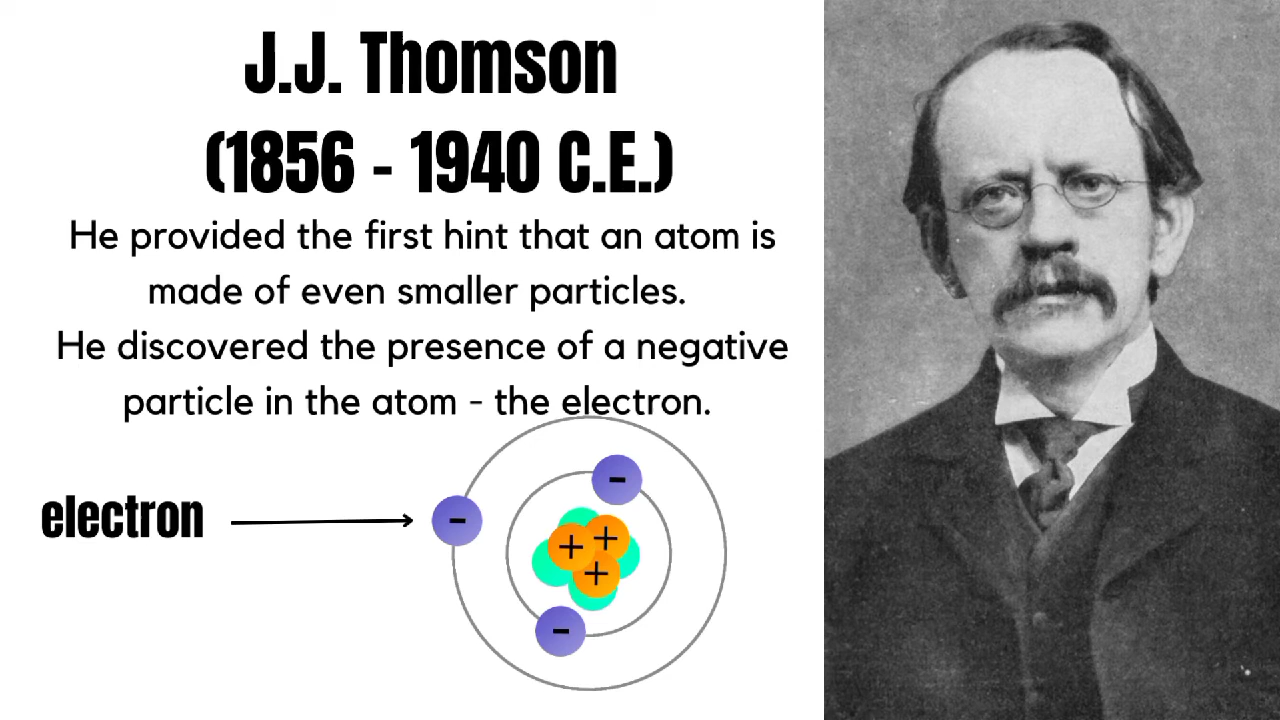 J.J. Thomson
(1856 - 1940 C.E.)
He provided the first hint that an atom is
made of even smaller particles.
He discovered the presence of a negative
particle in the atom - the electron.
electron
-
-
+
+
+
-